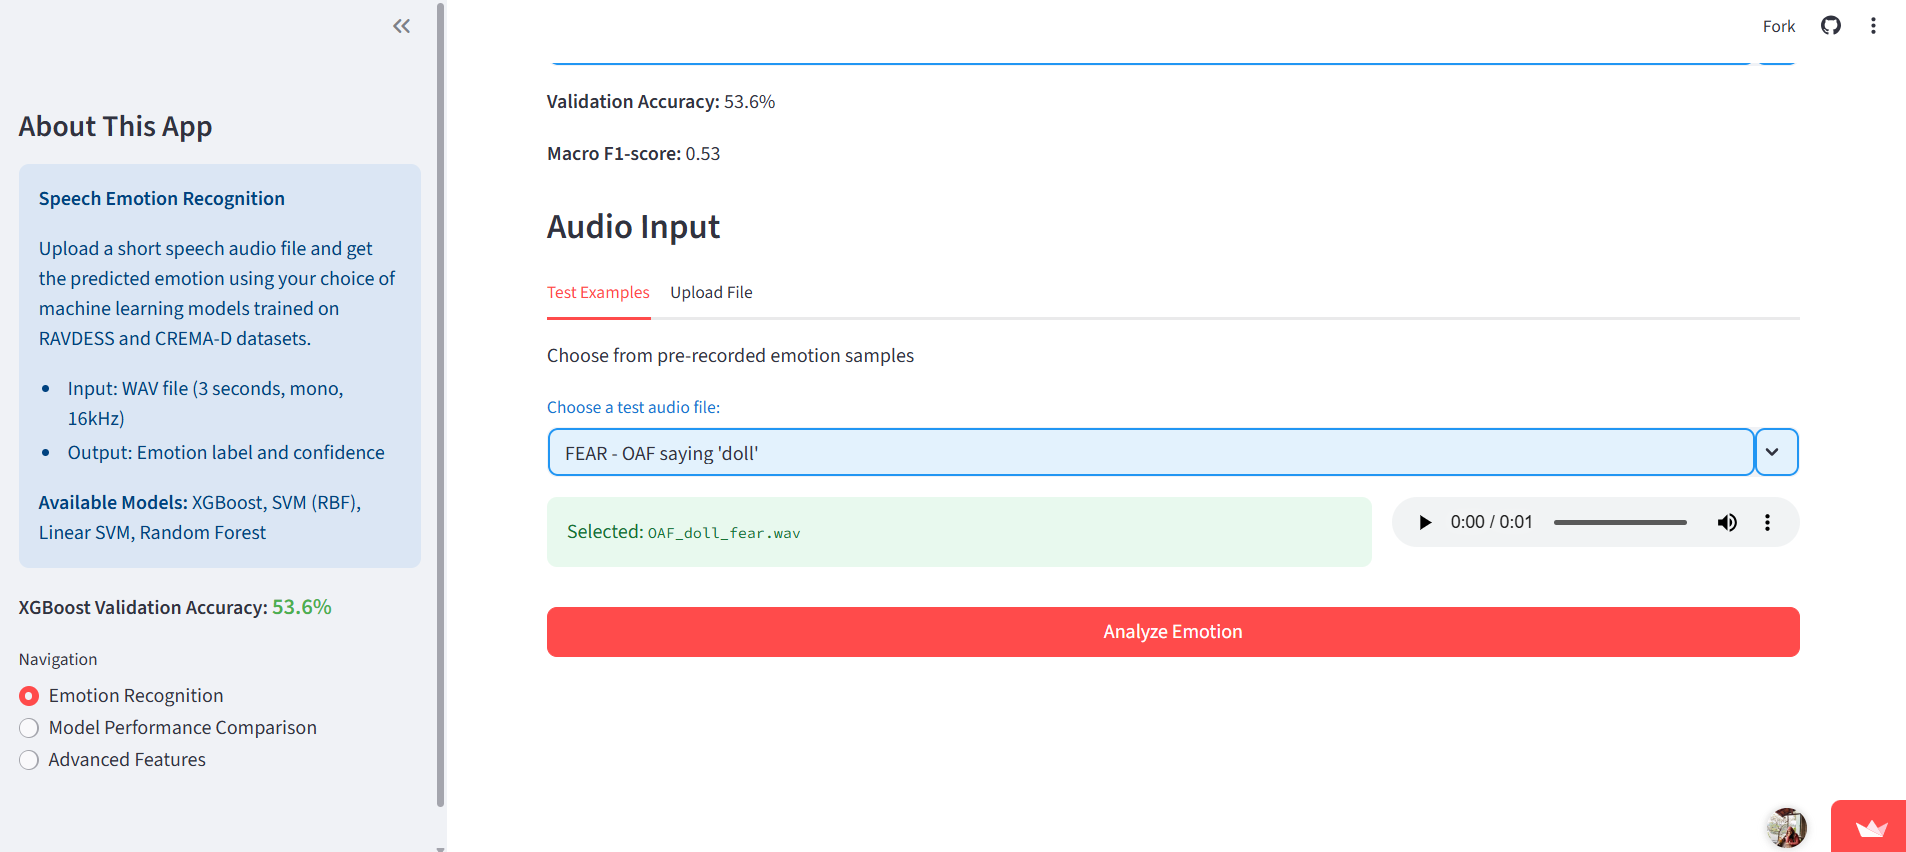 Fork
About This App
Speech Emotion Recognition
Upload a short speech audio file and get
the predicted emotion using your choice of
machine learning models trained on
RAVDESS and CREMA-D datasets.
Input: WAV file (3 seconds, mono,
16kHz)
Output: Emotion label and confidence
Available Models: XGBoost, SVM (RBF),
Linear SVM, Random Forest
XGBoost Validation Accuracy: 53.6%
Navigation
Emotion Recognition
Model Performance Comparison
Advanced Features
Validation Accuracy: 53.6%
Macro F1-score: 0.53
Audio Input
Test Examples Upload File
Choose from pre-recorded emotion samples
Choose a test audio file:
FEAR - OAF saying 'doll'
Selected: OAF_doll_fear.wav
0:00 / 0:01
Analyze Emotion